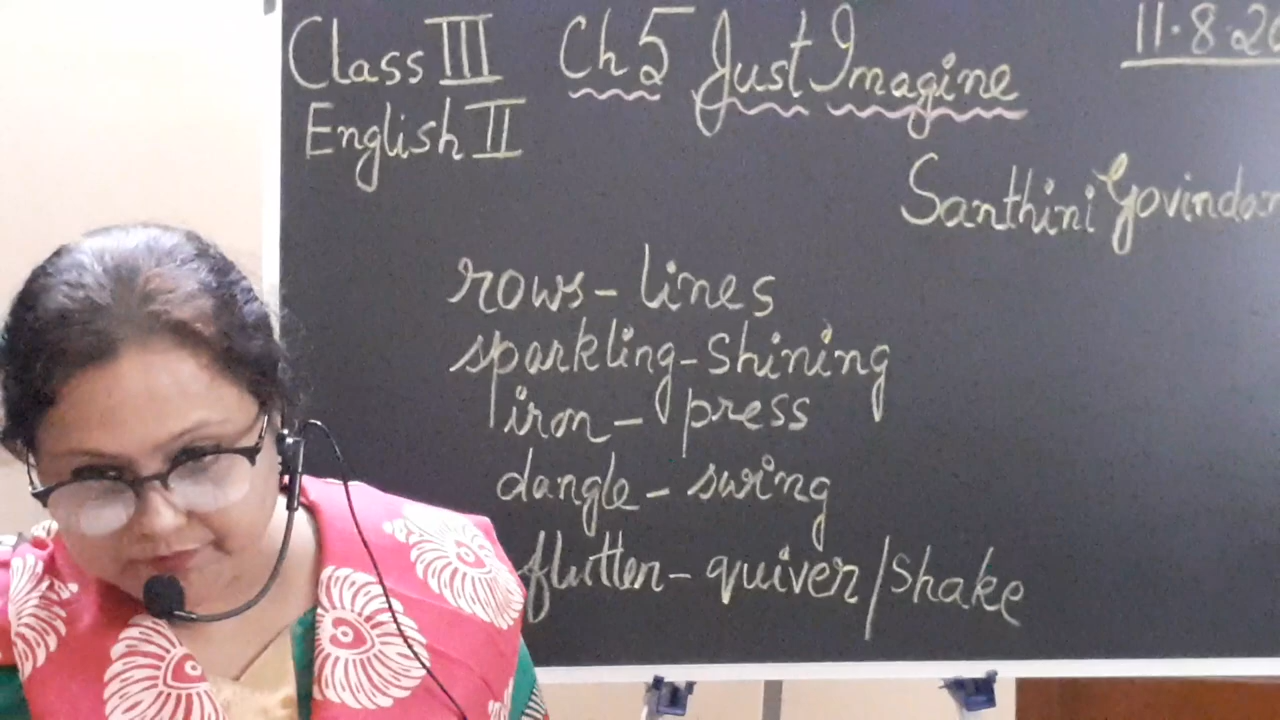 Class III Ch 5 Just Imagine 11.8.20
English II
Santhini Govindan
rows - lines
sparkling - Shining
iron - press
dangle - swing
flutter - quiver / Shake